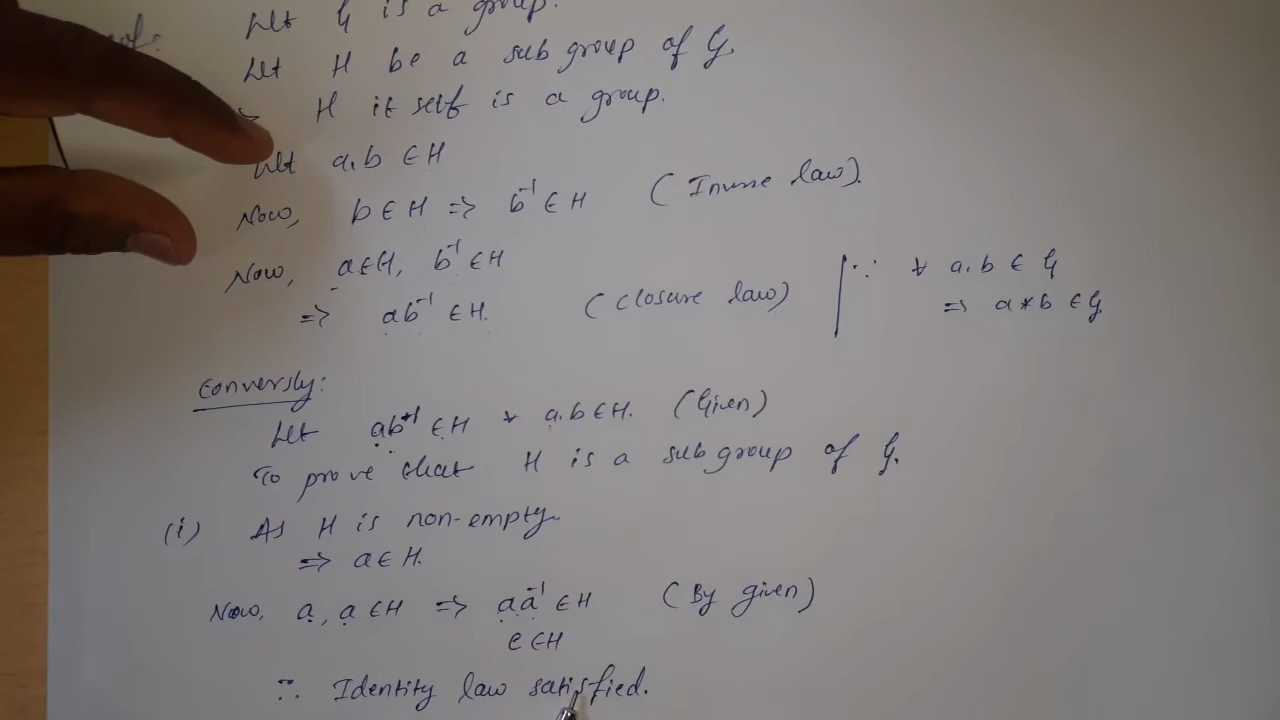 Let G is a group.
Let H be a sub group of G.
=> H it self is a group.
Let a, b ∈ H
Now, b ∈ H => b⁻¹ ∈ H (Inverse law).
Now, a ∈ H, b⁻¹ ∈ H
=> ab⁻¹ ∈ H. (closure law) ∵ ∀ a, b ∈ G
=> a * b ∈ G
Conversly:
Let ab⁻¹ ∈ H ∀ a, b ∈ H. (Given)
To prove that H is a sub group of G.
(i) As H is non-empty
=> a ∈ H.
Now, a, a ∈ H => aa⁻¹ ∈ H (By given)
e ∈ H
∴ Identity law satisfied.